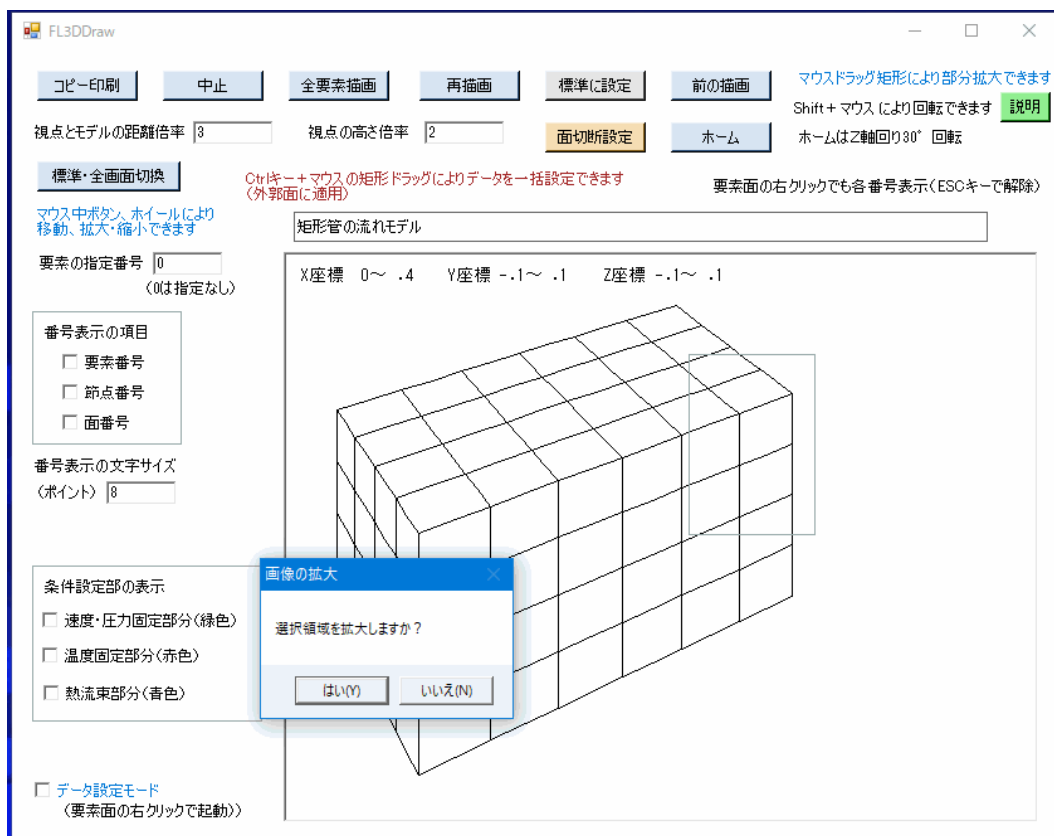 FL3DDraw
コピー印刷
中止
全要素描画
再描画
標準に設定
前の描画
マウスドラッグ矩形により部分拡大できます
Shift+マウスにより回転できます
説明
視点とモデルの距離倍率 3
視点の高さ倍率 2
面切断設定
ホーム
ホームはZ軸回り30°回転
標準・全画面切換
Ctrlキー+マウスの矩形ドラッグによりデータを一括設定できます
(外部面に適用)
要素面の右クリックでも各番号表示(ESCキーで解除)
マウス中ボタン、ホイールにより
移動、拡大・縮小できます
矩形管の流れモデル
要素の指定番号 0
(0は指定なし)
X座標 0~ .4 Y座標 -.1~ .1 Z座標 -.1~ .1
番号表示の項目
要素番号
節点番号
面番号
番号表示の文字サイズ
(ポイント) 8
画像の拡大
選択領域を拡大しますか?
はい(Y)
いいえ(N)
条件設定部の表示
速度・圧力固定部分(緑色)
温度固定部分(赤色)
熱流束部分(青色)
データ設定モード
(要素面の右クリックで起動))